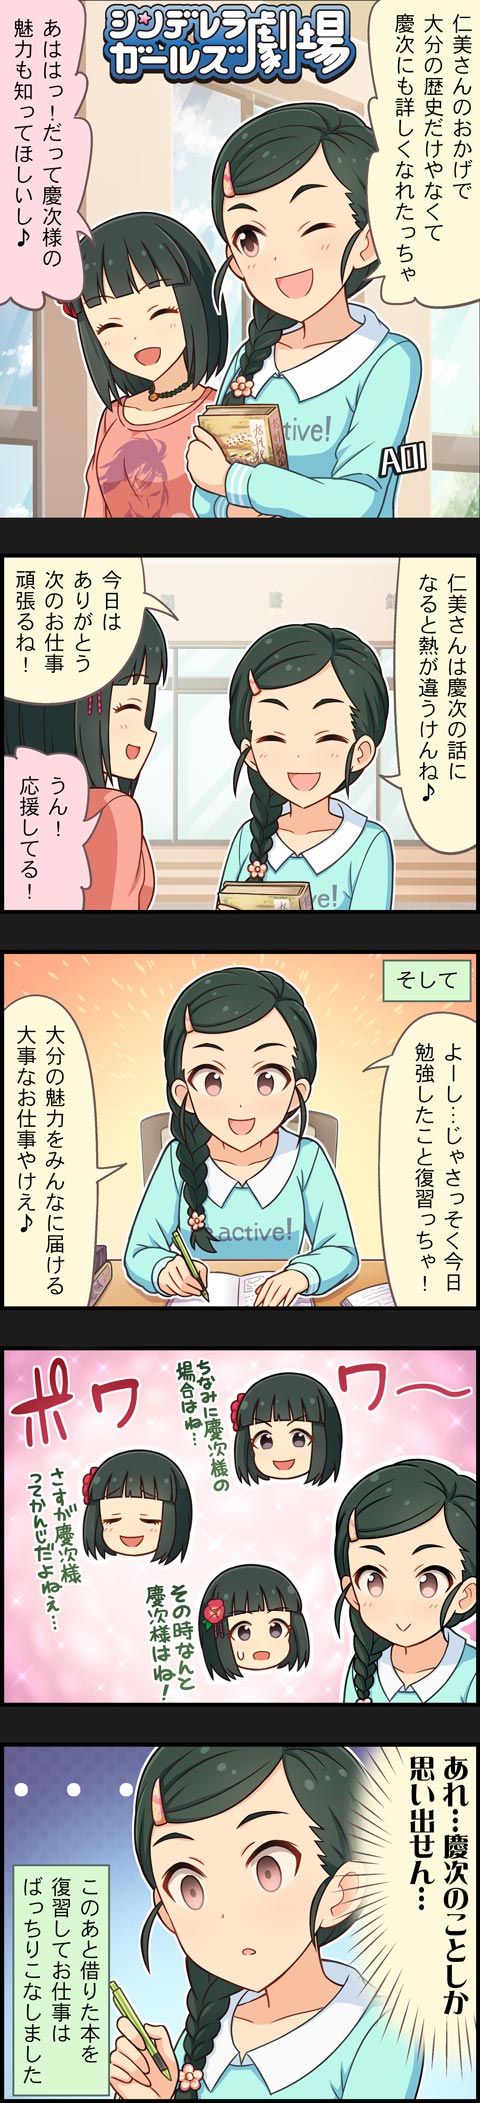 シンデレラ
ガールズ劇場
仁美さんのおかげで
大分の歴史だけやなくて
慶次にも詳しくなれたっちゃ
あははっ!だって慶次様の
魅力も知ってほしいし♪
tive!
仁美さんは慶次の話に
なると熱が違うけんね♪
今日は
ありがとう
次のお仕事
頑張るね!
うん!
応援してる!
ve!
そして
よーし…じゃさっそく今日
勉強したこと復習っちゃ!
大分の魅力をみんなに届ける
大事なお仕事やけえ♪
active!
ポワワ〜
ちなみに慶次様の
場合はね…
さすが慶次様
ってかんじだよねぇ…
その時なんと
慶次様はね!
あれ…慶次のことしか
思い出せん…
・・・
このあと借りた本を
復習してお仕事は
ばっちりこなしました